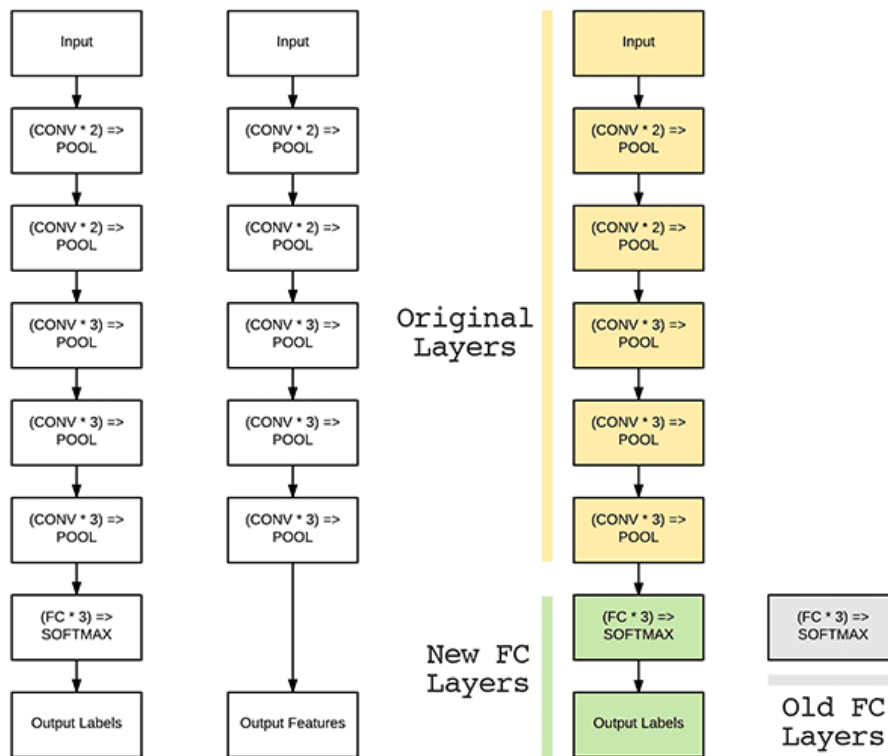 Input
(CONV * 2) =>
POOL
(CONV * 2) =>
POOL
(CONV * 3) =>
POOL
(CONV * 3) =>
POOL
(CONV * 3) =>
POOL
(FC * 3) =>
SOFTMAX
Output Labels
Input
(CONV * 2) =>
POOL
(CONV * 2) =>
POOL
(CONV * 3) =>
POOL
(CONV * 3) =>
POOL
(CONV * 3) =>
POOL
Output Features
Original
Layers
New FC
Layers
Input
(CONV * 2) =>
POOL
(CONV * 2) =>
POOL
(CONV * 3) =>
POOL
(CONV * 3) =>
POOL
(CONV * 3) =>
POOL
(FC * 3) =>
SOFTMAX
Output Labels
(FC * 3) =>
SOFTMAX
Old FC
Layers